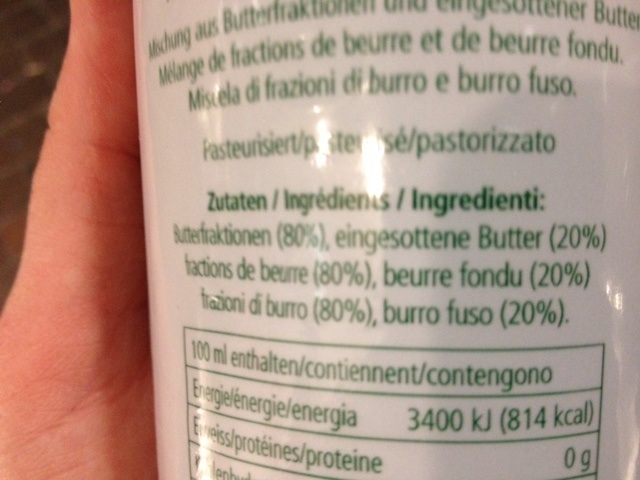 Mischung aus Butterfraktionen und eingesottener Butter
Mélange de fractions de beurre et de beurre fondu.
Miscela di frazioni di burro e burro fuso.
Pasteurisiert/pasteurisé/pastorizzato
Zutaten / Ingrédients / Ingredienti:
Butterfraktionen (80%), eingesottene Butter (20%)
fractions de beurre (80%), beurre fondu (20%)
frazioni di burro (80%), burro fuso (20%).
100 ml enthalten/contiennent/contengono
Energie/énergie/energia 3400 kJ (814 kcal)
Eiweiss/protéines/proteine 0 g